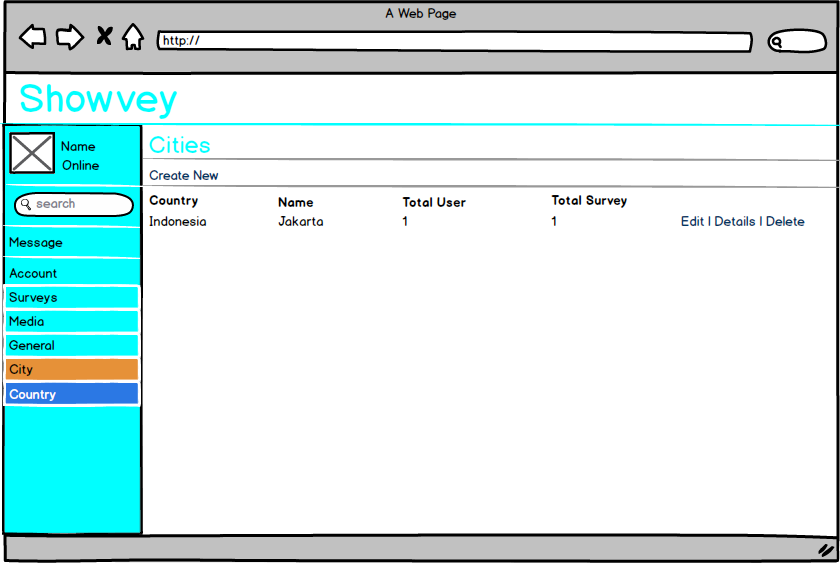 A Web Page
http://
Showvey
Name
Online
search
Message
Account
Surveys
Media
General
City
Country
Cities
Create New
Country Name Total User Total Survey
Indonesia Jakarta 1 1 Edit | Details | Delete